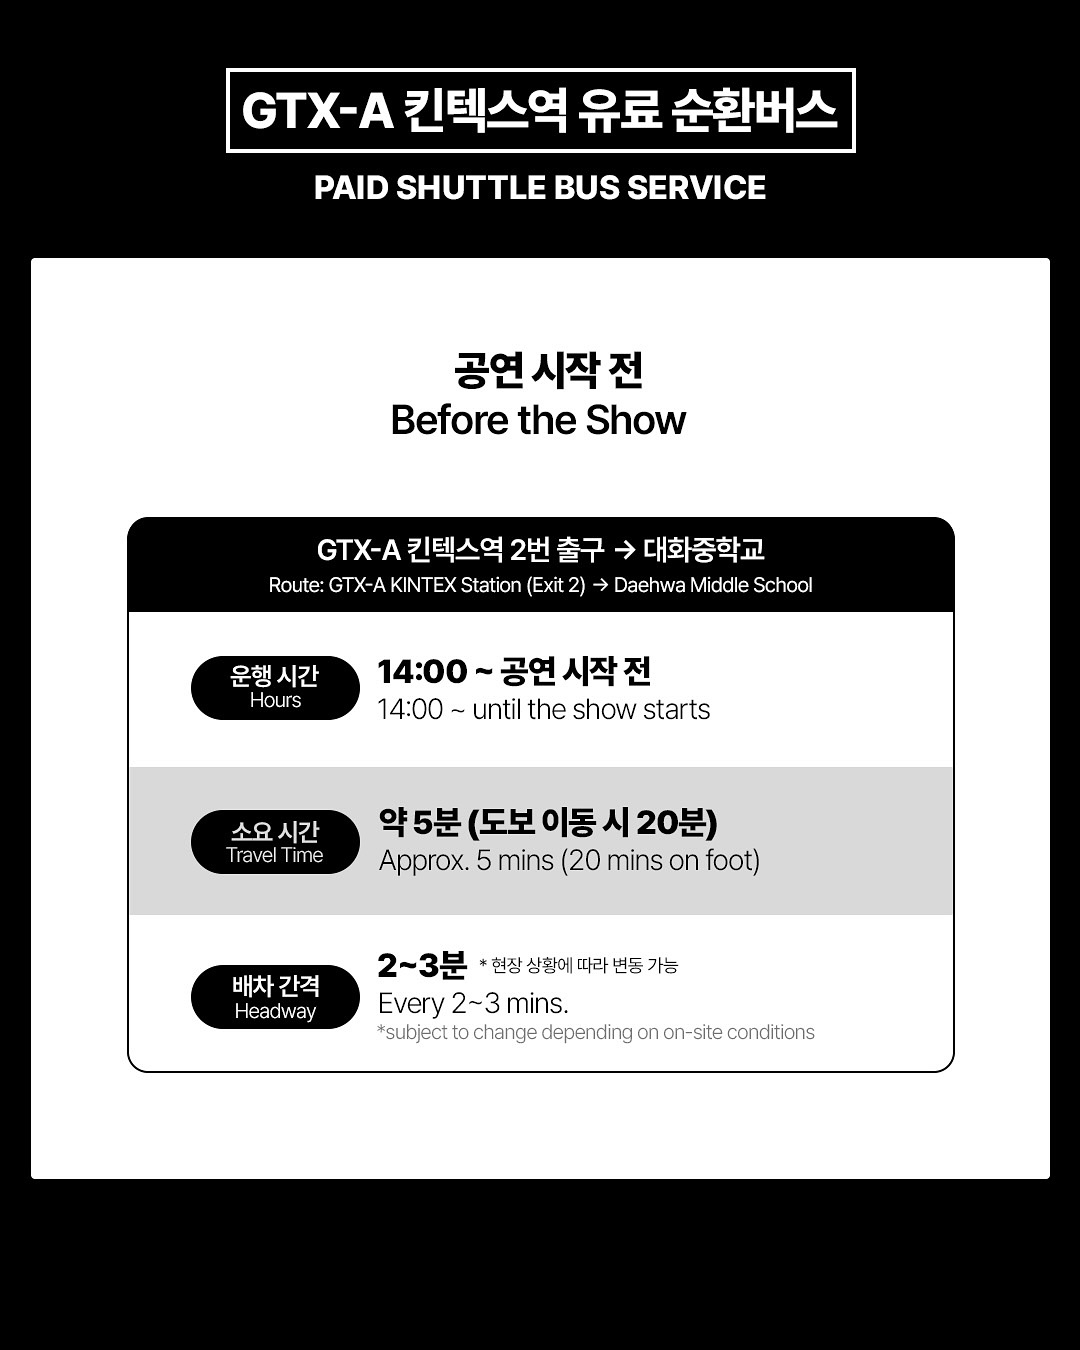 GTX-A 킨텍스역 유료 순환버스
PAID SHUTTLE BUS SERVICE
공연 시작 전
Before the Show
GTX-A 킨텍스역 2번 출구 → 대화중학교
Route: GTX-A KINTEX Station (Exit 2) → Daehwa Middle School
운행 시간
Hours
14:00 ~ 공연 시작 전
14:00 ~ until the show starts
소요 시간
Travel Time
약 5분 (도보 이동 시 20분)
Approx. 5 mins (20 mins on foot)
배차 간격
Headway
2~3분 * 현장 상황에 따라 변동 가능
Every 2~3 mins.
*subject to change depending on on-site conditions